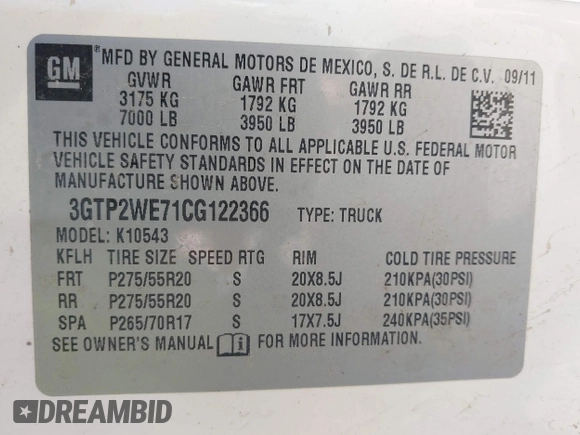 GM
MFD BY GENERAL MOTORS DE MEXICO, S. DE R.L. DE C.V. 09/11
GVWR GAWR FRT GAWR RR
3175 KG 1792 KG 1792 KG
7000 LB 3950 LB 3950 LB
THIS VEHICLE CONFORMS TO ALL APPLICABLE U.S. FEDERAL MOTOR
VEHICLE SAFETY STANDARDS IN EFFECT ON THE DATE OF
MANUFACTURE SHOWN ABOVE.
3GTP2WE71CG122366 TYPE: TRUCK
MODEL: K10543
KFLH TIRE SIZE SPEED RTG RIM COLD TIRE PRESSURE
FRT P275/55R20 S 20X8.5J 210KPA(30PSI)
RR P275/55R20 S 20X8.5J 210KPA(30PSI)
SPA P265/70R17 S 17X7.5J 240KPA(35PSI)
SEE OWNER'S MANUAL i FOR MORE INFORMATION.
DREAMBID